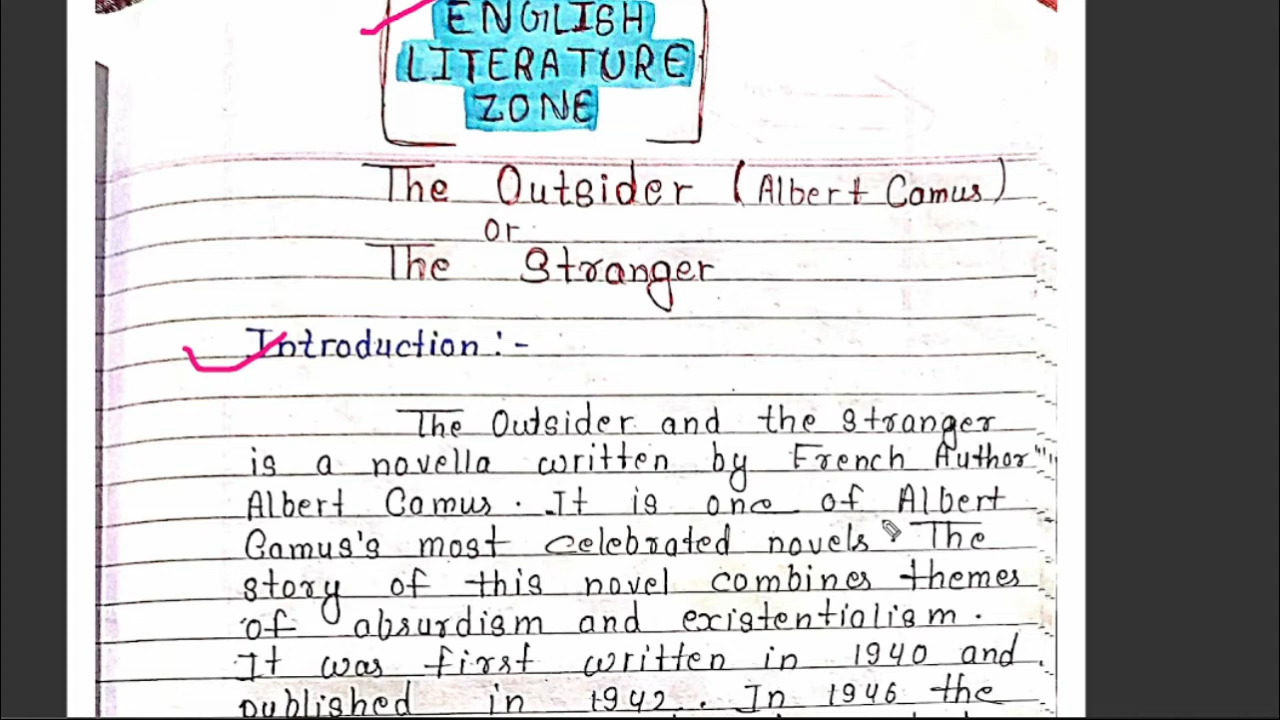 ENGLISH
LITERATURE
ZONE
The Outsider (Albert Camus)
or
The Stranger
Introduction :-
The Outsider and the stranger
is a novella written by French Author
Albert Camus. It is one of Albert
Camus's most celebrated novels. The
story of this novel combines themes
of absurdism and existentialism.
It was first written in 1940 and
published in 1942. In 1946 the